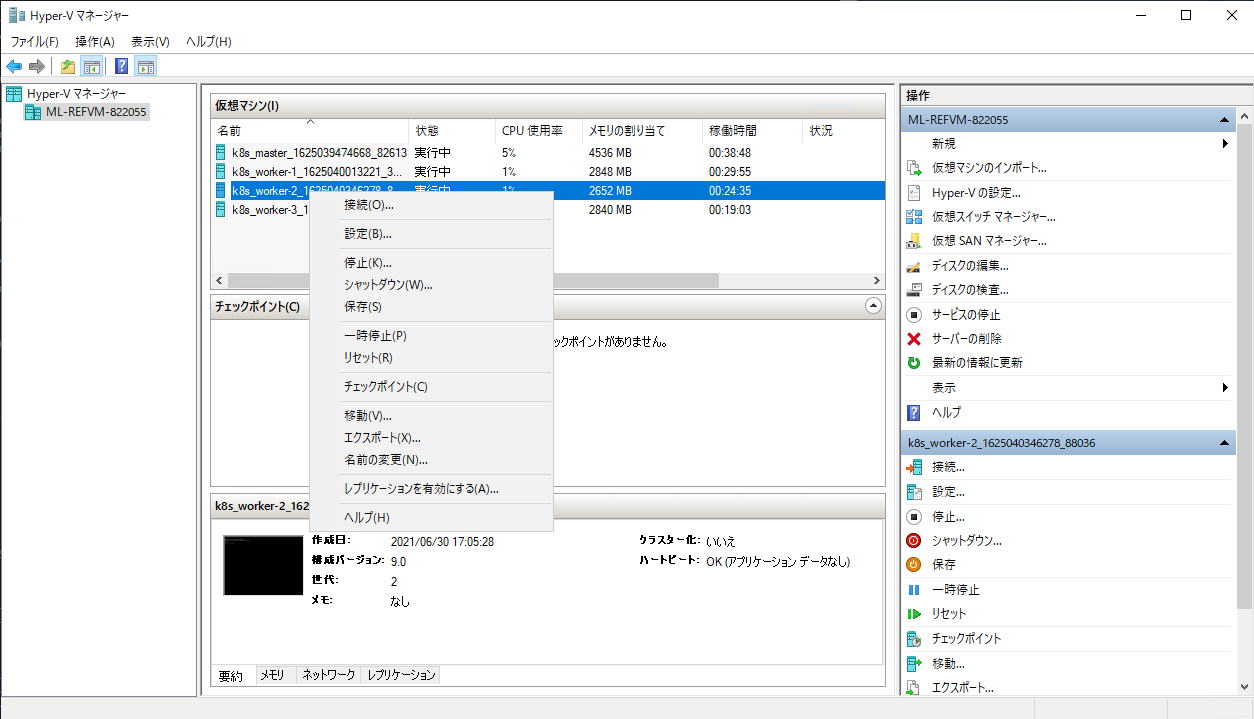 Hyper-V マネージャー
ファイル(F) 操作(A) 表示(V) ヘルプ(H)
Hyper-V マネージャー
ML-REFVM-822055
仮想マシン(I)
名前 状態 CPU 使用率 メモリの割り当て 稼働時間 状況
k8s_master_1625039474668_82613 実行中 5% 4536 MB 00:38:48
k8s_worker-1_1625040013221_3... 実行中 1% 2848 MB 00:29:55
k8s_worker-2_1625040346278_8... 実行中 1% 2652 MB 00:24:35
k8s_worker-3_1 2840 MB 00:19:03
接続(O)...
設定(B)...
停止(K)...
シャットダウン(W)...
保存(S)
一時停止(P)
リセット(R)
チェックポイント(C)
移動(V)...
エクスポート(X)...
名前の変更(N)...
レプリケーションを有効にする(A)...
ヘルプ(H)
チェックポイント(C)
ックポイントがありません。
k8s_worker-2_162
作成日: 2021/06/30 17:05:28 クラスター化: いいえ
構成バージョン: 9.0 ハートビート: OK (アプリケーション データなし)
世代: 2
メモ: なし
要約 メモリ ネットワーク レプリケーション
操作
ML-REFVM-822055
新規
仮想マシンのインポート...
Hyper-V の設定...
仮想スイッチ マネージャー...
仮想 SAN マネージャー...
ディスクの編集...
ディスクの検査...
サービスの停止
サーバーの削除
最新の情報に更新
表示
ヘルプ
k8s_worker-2_1625040346278_88036
接続...
設定...
停止...
シャットダウン...
保存
一時停止
リセット
チェックポイント
移動...
エクスポート...